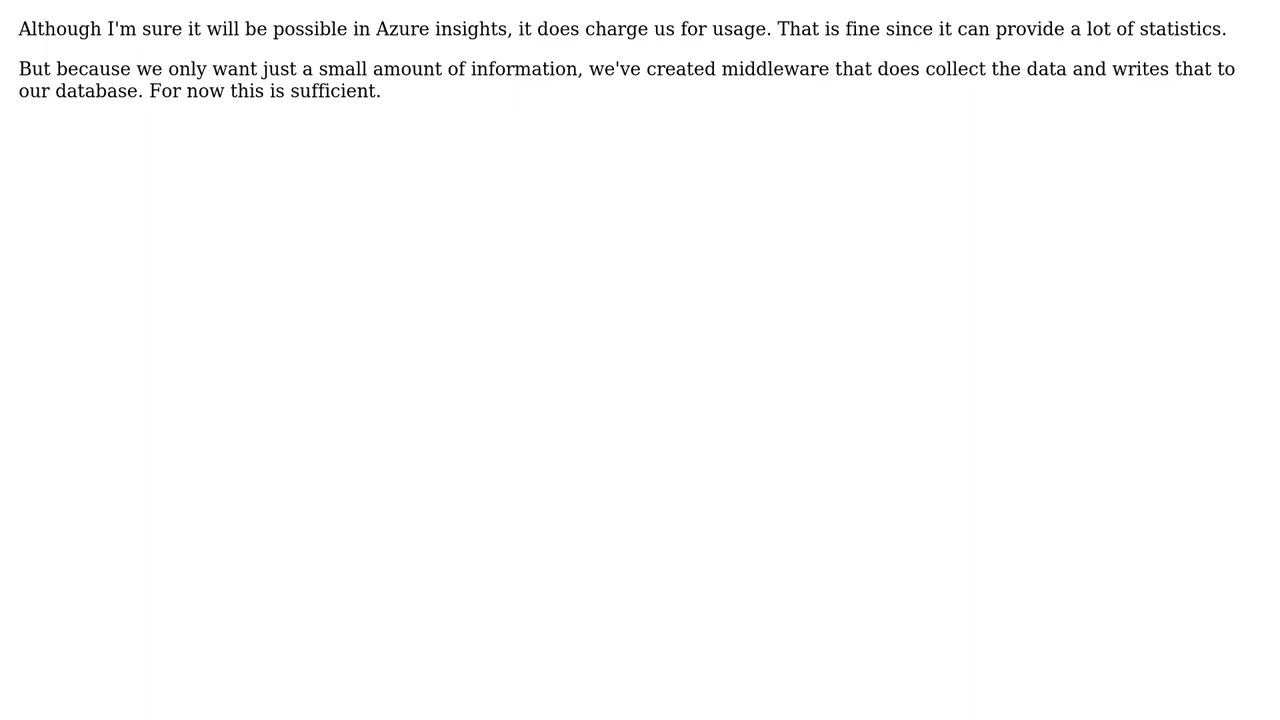 Although I'm sure it will be possible in Azure insights, it does charge us for usage. That is fine since it can provide a lot of statistics.
But because we only want just a small amount of information, we've created middleware that does collect the data and writes that to
our database. For now this is sufficient.